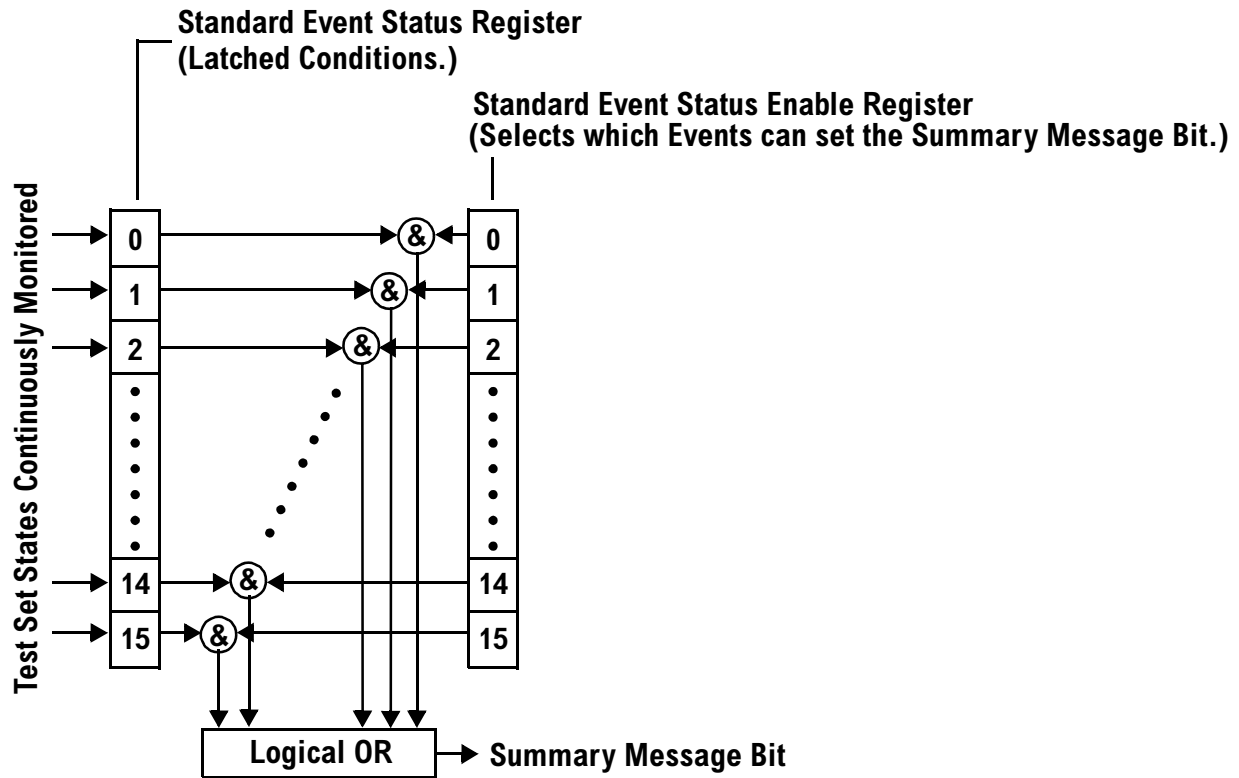 Standard Event Status Register
(Latched Conditions.)
Standard Event Status Enable Register
(Selects which Events can set the Summary Message Bit.)
Test Set States Continuously Monitored
0 & 0
1 & 1
2 & 2
14 & 14
15 & 15
Logical OR
Summary Message Bit